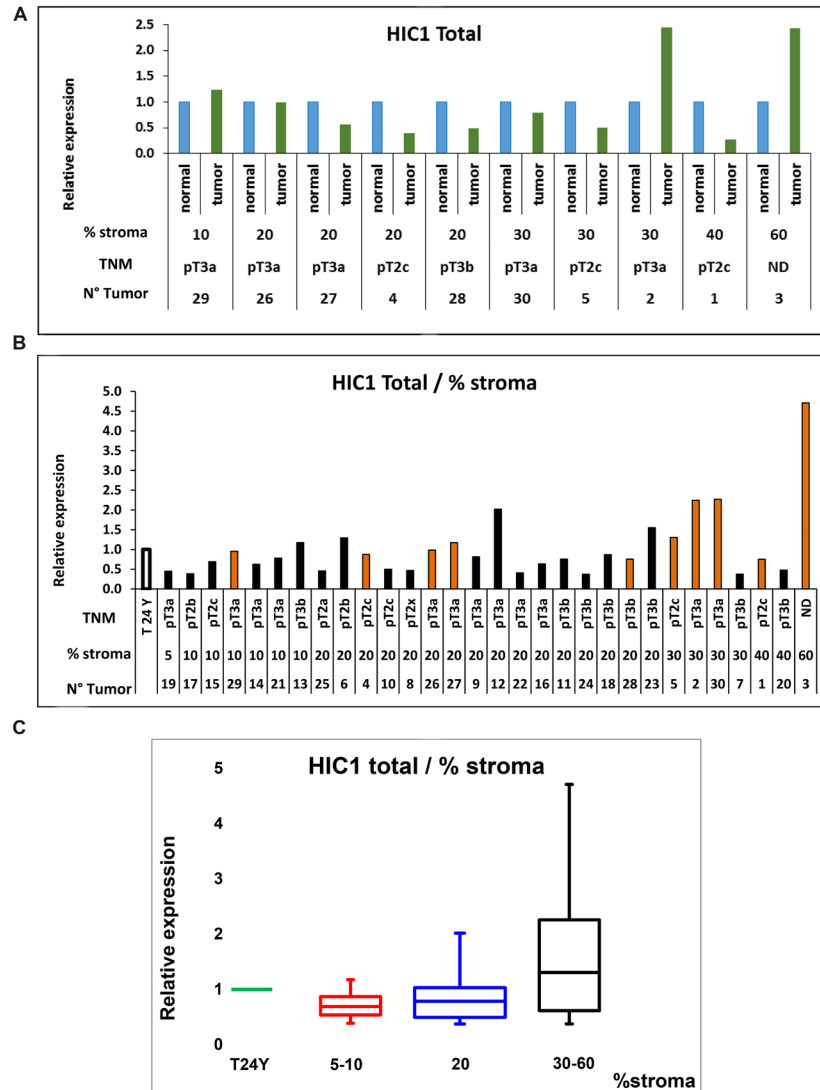 A
HIC1 Total
Relative expression
2.5
2.0
1.5
1.0
0.5
0.0
normal tumor normal tumor normal tumor normal tumor normal tumor normal tumor normal tumor normal tumor normal tumor normal tumor
% stroma 10 20 20 20 20 30 30 30 40 60
TNM pT3a pT3a pT3a pT2c pT3b pT3a pT2c pT3a pT2c ND
N° Tumor 29 26 27 4 28 30 5 2 1 3
B
HIC1 Total / % stroma
Relative expression
5.0
4.5
4.0
3.5
3.0
2.5
2.0
1.5
1.0
0.5
0.0
TNM T 24 Y pT3a pT2b pT2c pT3a pT3a pT3a pT3b pT2a pT2b pT2c pT2c pT2x pT3a pT3a pT3a pT3a pT3a pT3a pT3b pT3b pT3b pT3b pT3b pT2c pT3a pT3a pT3b pT2c pT3b ND
% stroma 5 10 10 10 10 10 10 20 20 20 20 20 20 20 20 20 20 20 20 20 20 20 20 30 30 30 30 40 40 60
N° Tumor 19 17 15 29 14 21 13 25 6 4 10 8 26 27 9 12 22 16 11 24 18 28 23 5 2 30 7 1 20 3
C
HIC1 total / % stroma
Relative expression
5
4
3
2
1
0
T24Y 5-10 20 30-60
%stroma